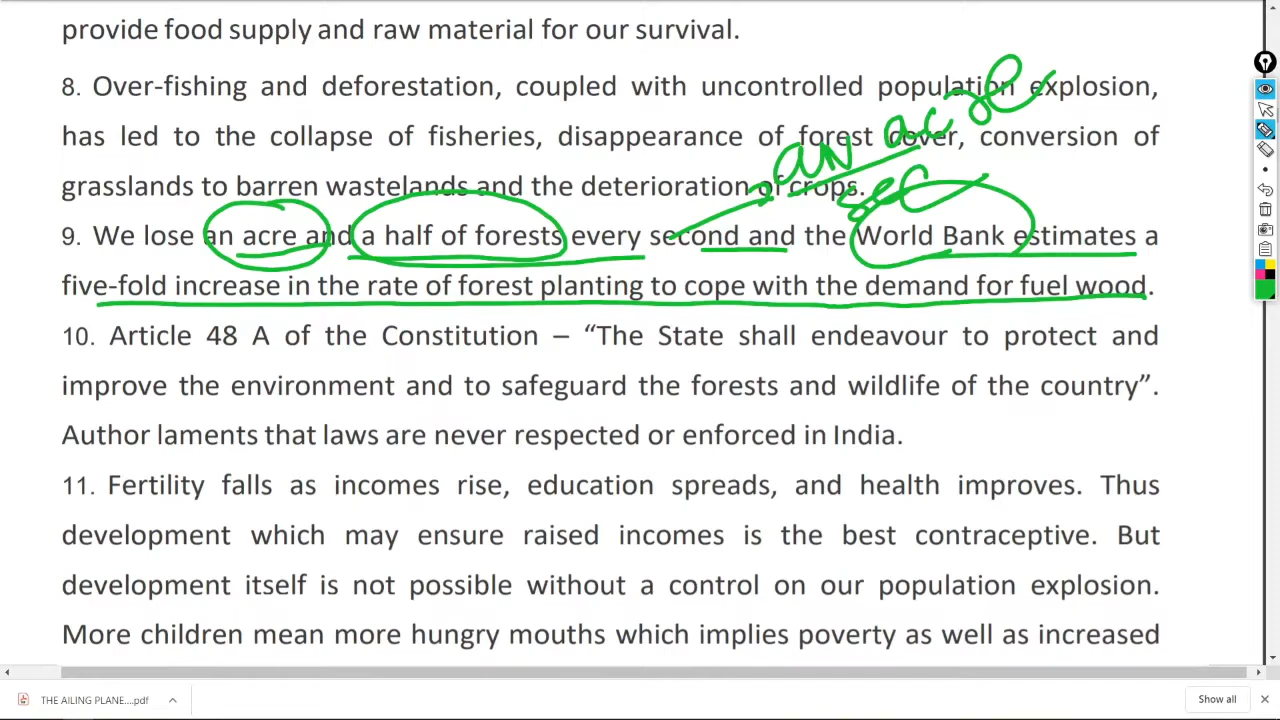 provide food supply and raw material for our survival.
8. Over-fishing and deforestation, coupled with uncontrolled population explosion,
has led to the collapse of fisheries, disappearance of forest cover, conversion of
grasslands to barren wastelands and the deterioration of crops.
an acre
sec
9. We lose an acre and a half of forests every second and the World Bank estimates a
five-fold increase in the rate of forest planting to cope with the demand for fuel wood.
10. Article 48 A of the Constitution – “The State shall endeavour to protect and
improve the environment and to safeguard the forests and wildlife of the country”.
Author laments that laws are never respected or enforced in India.
11. Fertility falls as incomes rise, education spreads, and health improves. Thus
development which may ensure raised incomes is the best contraceptive. But
development itself is not possible without a control on our population explosion.
More children mean more hungry mouths which implies poverty as well as increased
THE AILING PLANE....pdf
Show all